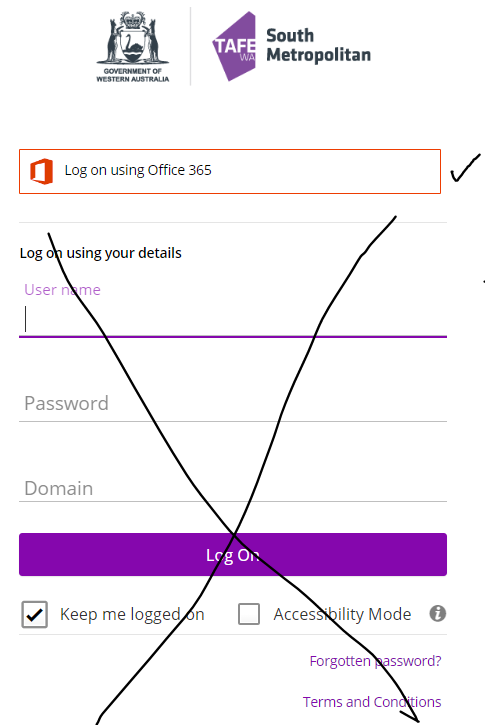 GOVERNMENT OF
WESTERN AUSTRALIA
TAFE
WA
South
Metropolitan
Log on using Office 365
Log on using your details
User name
Password
Domain
Log On
Keep me logged on
Accessibility Mode
Forgotten password?
Terms and Conditions